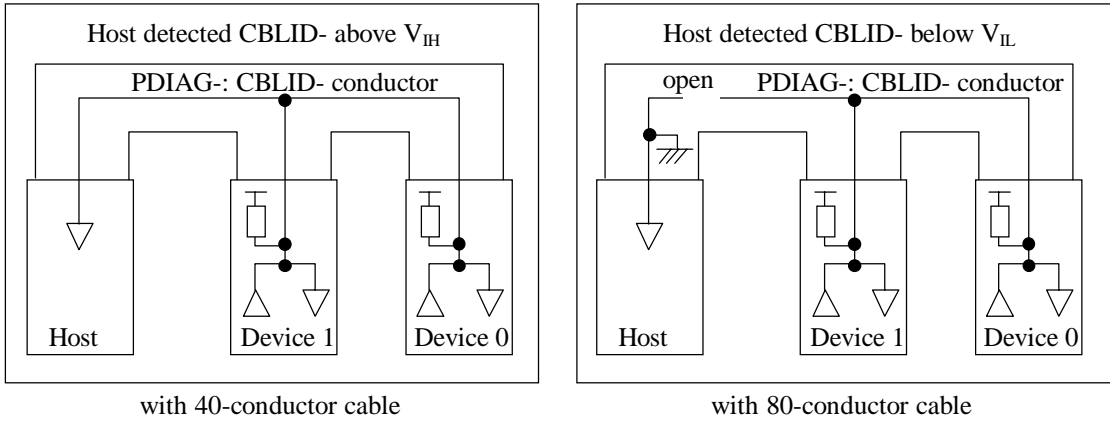 Host detected CBLID- above VIH
PDIAG-: CBLID- conductor
Host
Device 1
Device 0
with 40-conductor cable
Host detected CBLID- below VIL
open
PDIAG-: CBLID- conductor
Host
Device 1
Device 0
with 80-conductor cable